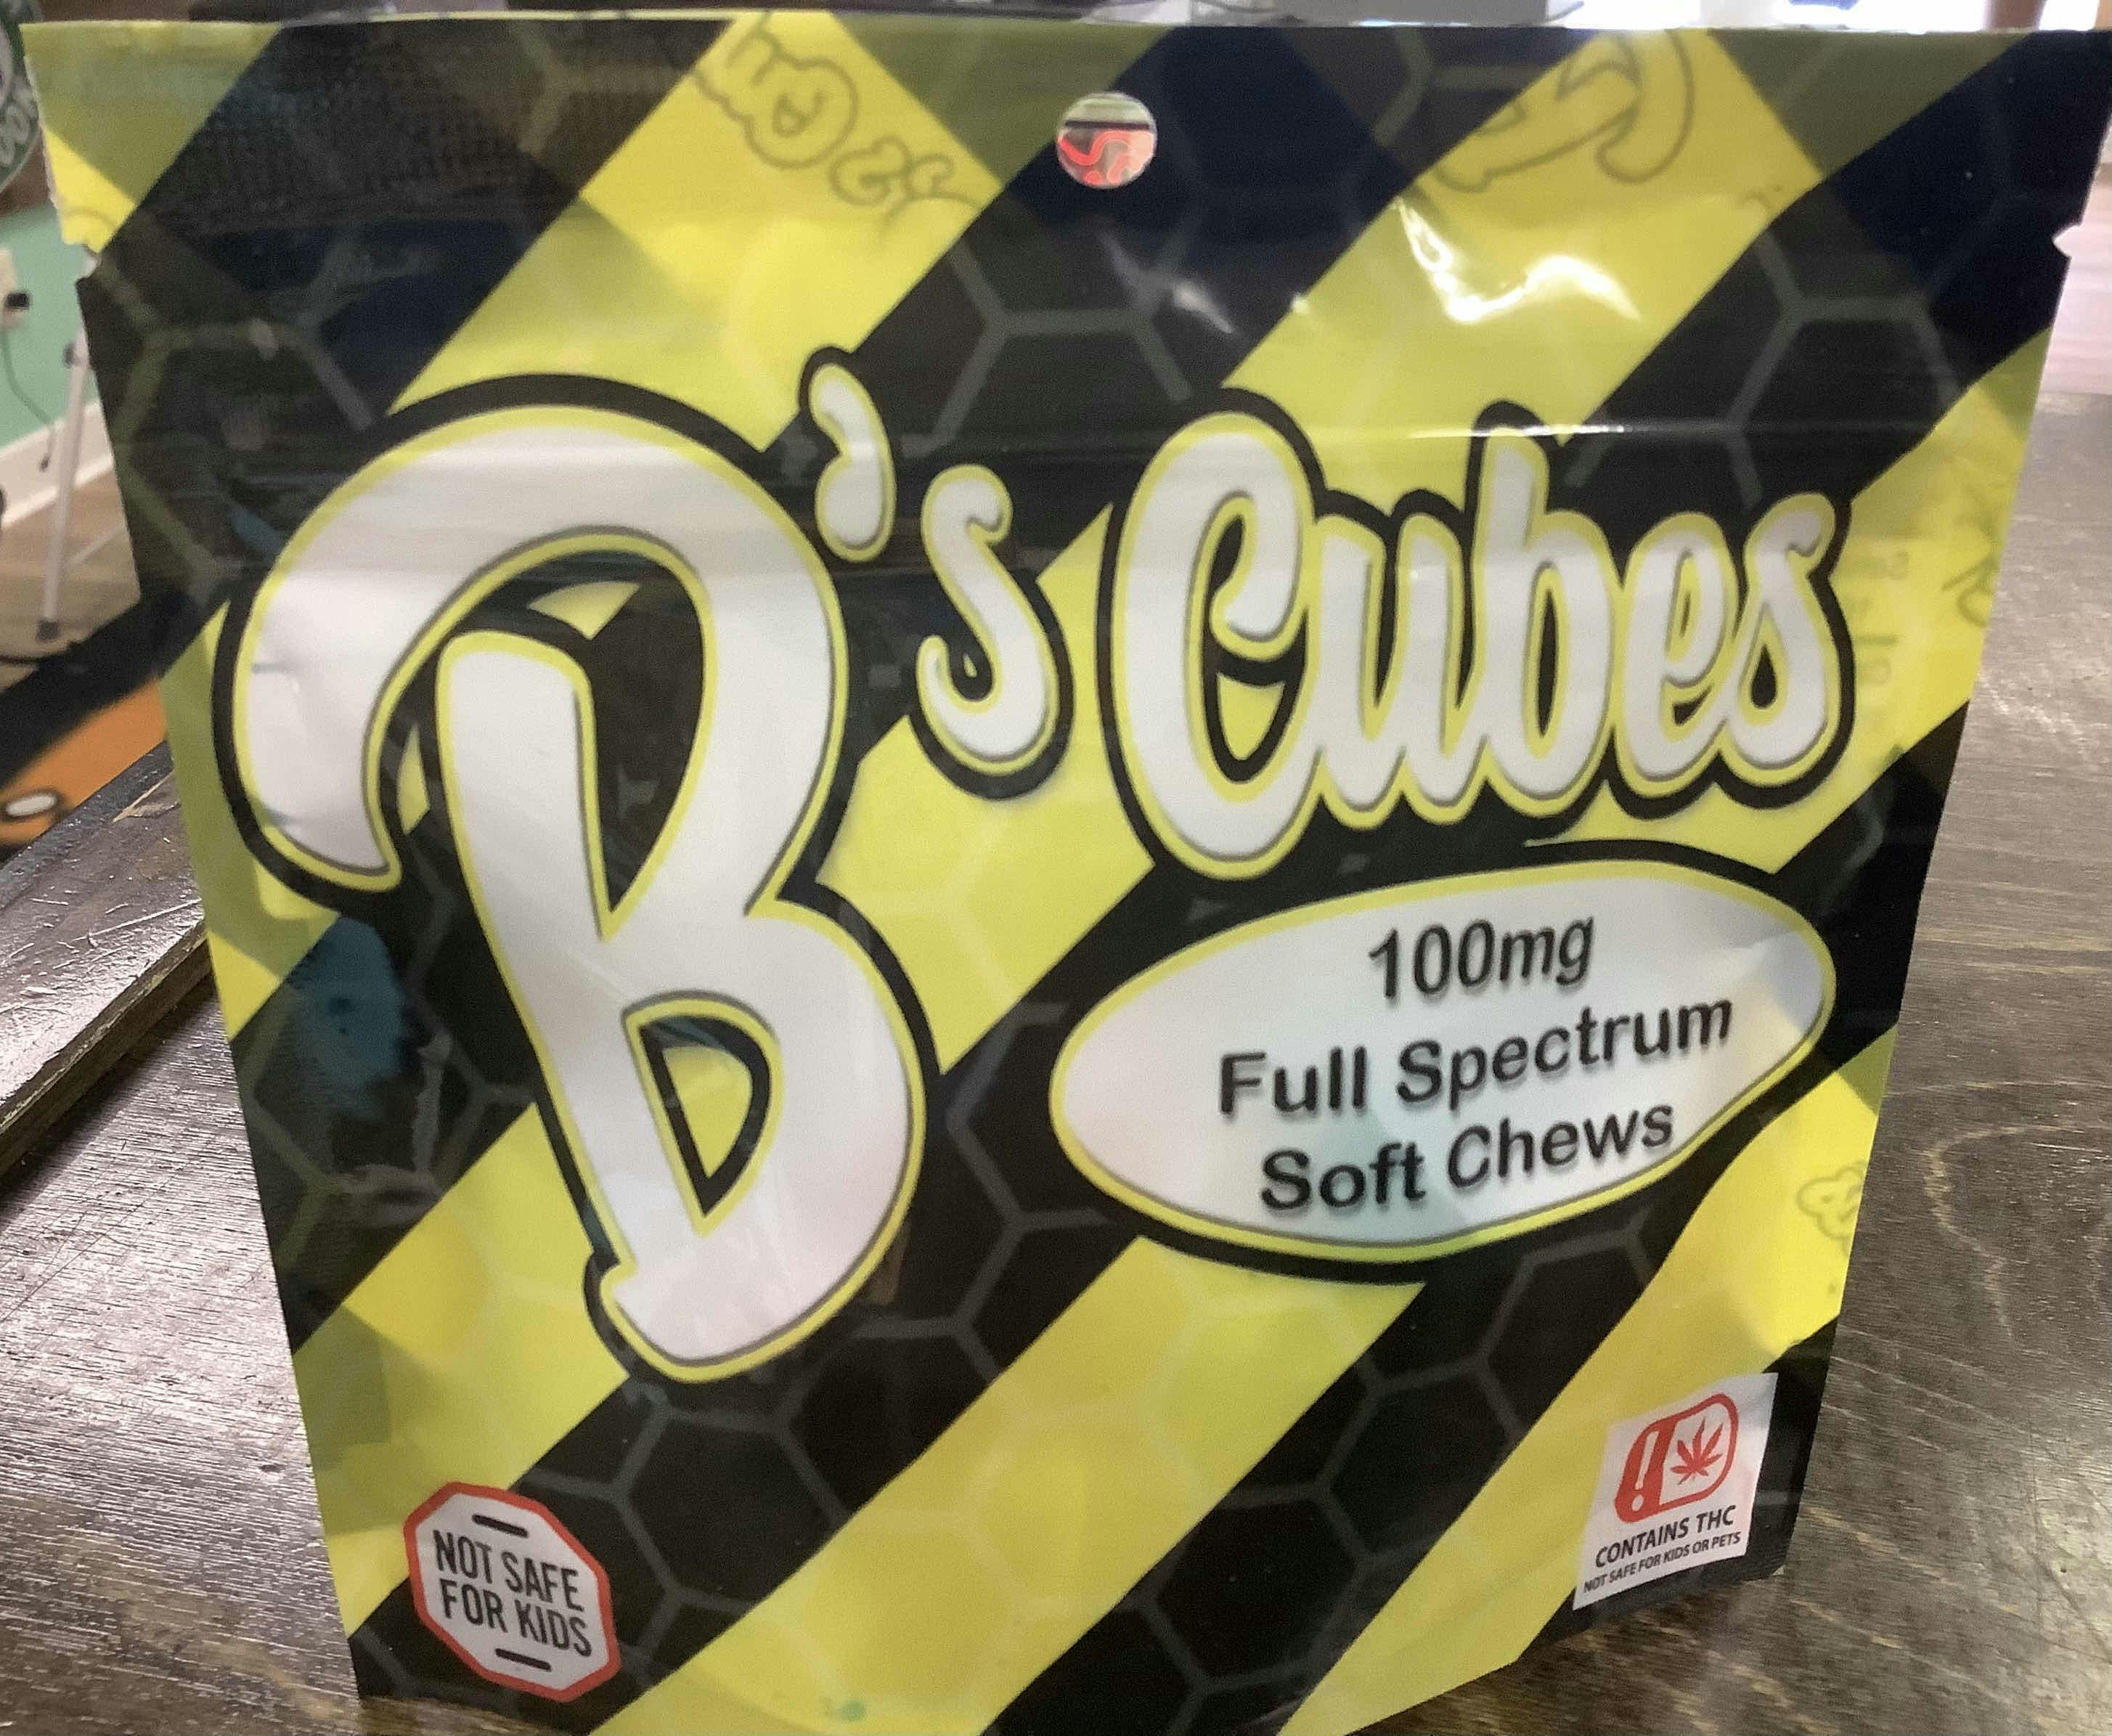 B's Cubes
100mg
Full Spectrum
Soft Chews
NOT SAFE
FOR KIDS
CONTAINS THC
NOT SAFE FOR KIDS OR PETS